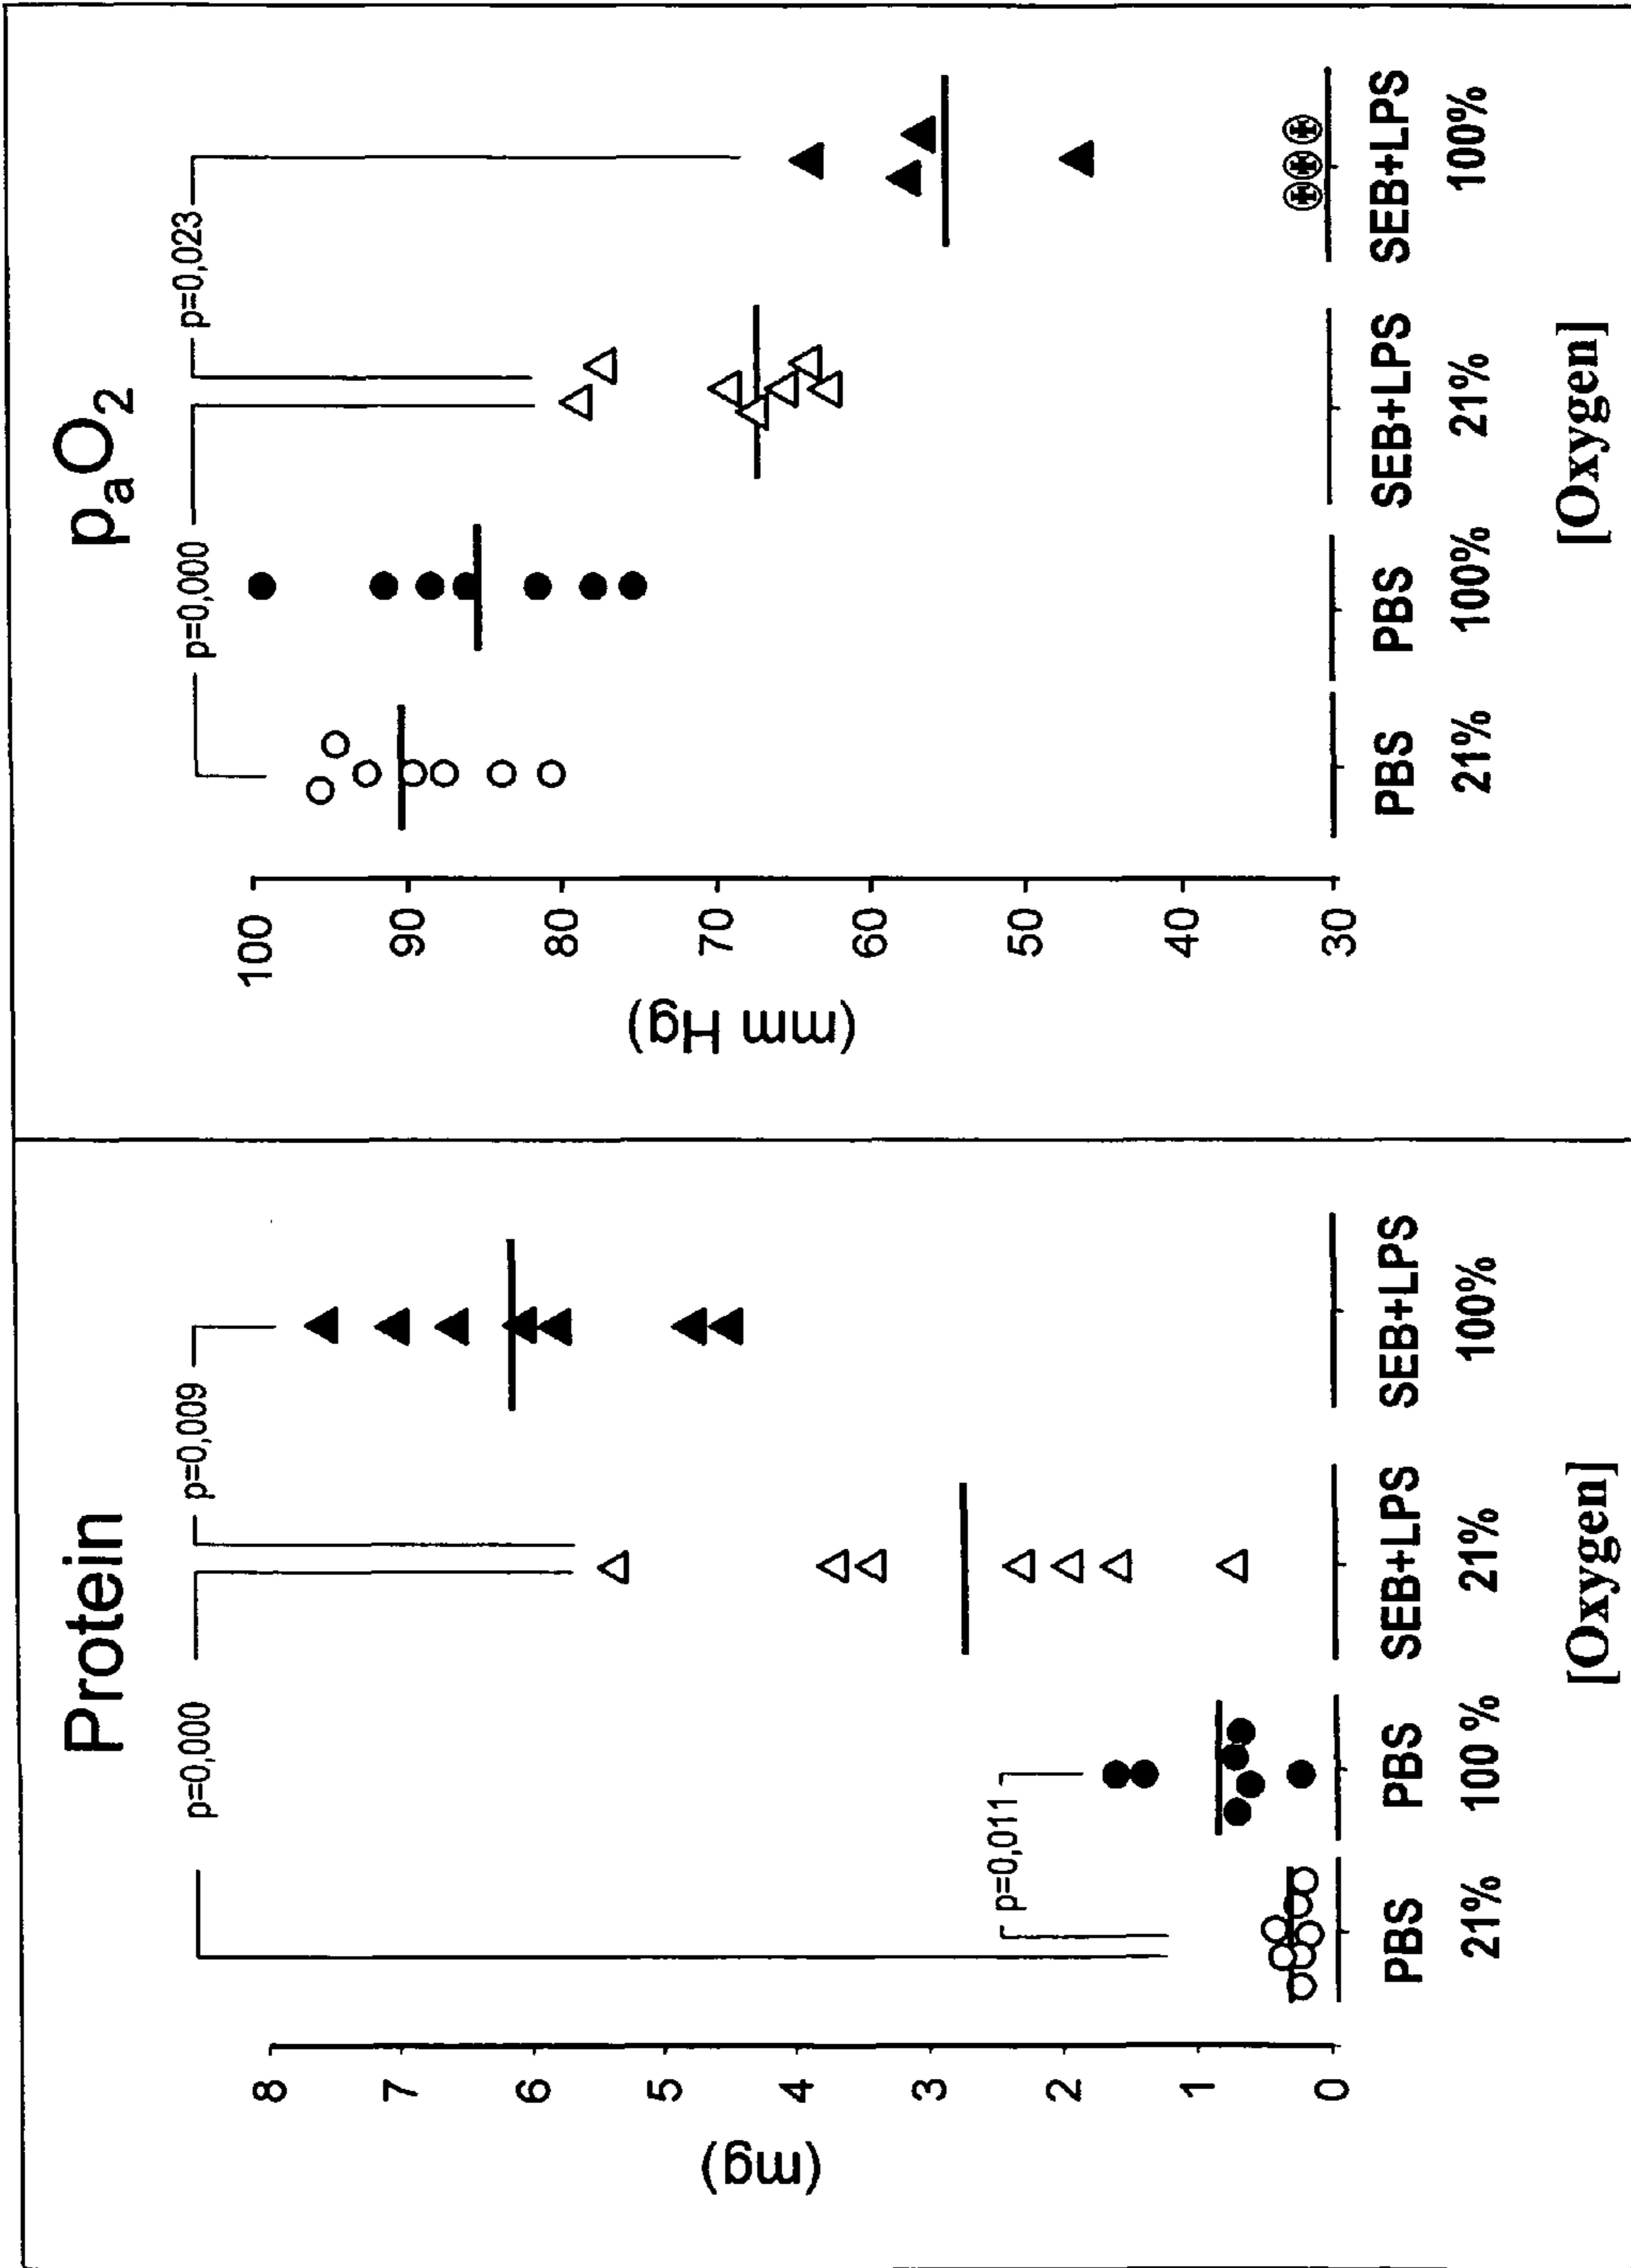 Protein
p=0,000
p=0,009
p=0,011
(mg)
8
7
6
5
4
3
2
1
0
PBS PBS SEB+LPS SEB+LPS
21% 100 % 21% 100%
[Oxygen]
paO2
p=0,000
p=0,023
(mm Hg)
100
90
80
70
60
50
40
30
PBS PBS SEB+LPS SEB+LPS
21% 100% 21% 100%
[Oxygen]